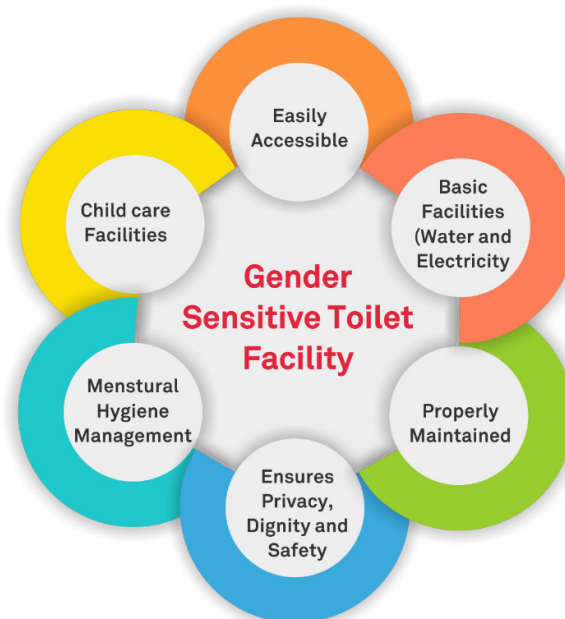 Easily
Accessible
Basic
Facilities
(Water and
Electricity
Properly
Maintained
Ensures
Privacy,
Dignity and
Safety
Menstural
Hygiene
Management
Child care
Facilities
Gender
Sensitive Toilet
Facility